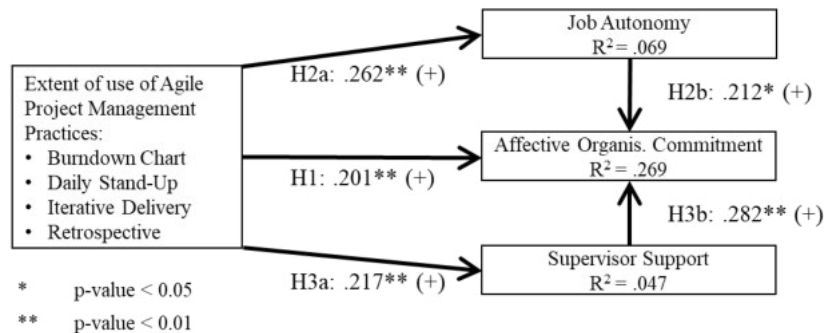 Job Autonomy
R² = .069
Extent of use of Agile
Project Management
Practices:
• Burndown Chart
• Daily Stand-Up
• Iterative Delivery
• Retrospective
H2a: .262** (+)
H2b: .212* (+)
H1: .201** (+)
Affective Organis. Commitment
R² = .269
H3b: .282** (+)
H3a: .217** (+)
Supervisor Support
R² = .047
* p-value < 0.05
** p-value < 0.01